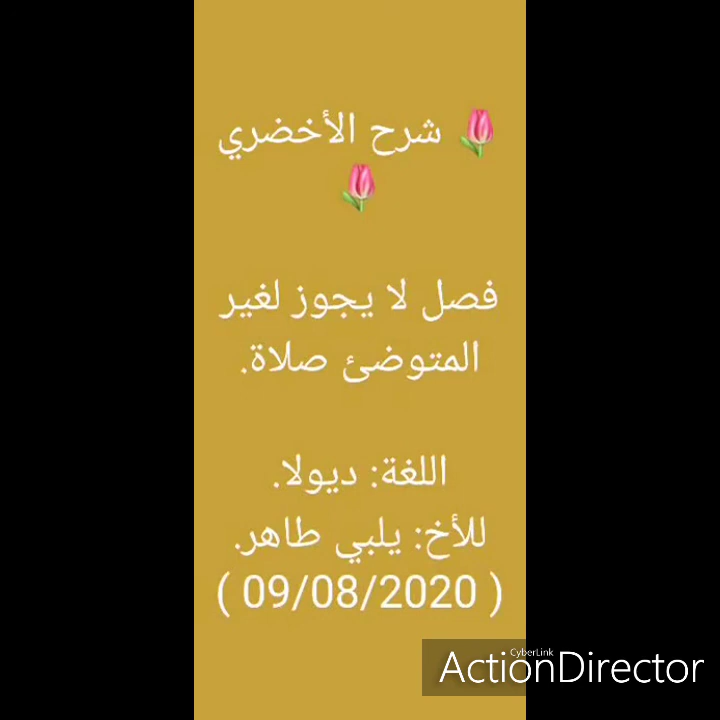 🌷 شرح الأخضري
🌷
فصل لا يجوز لغير
المتوضئ صلاة.
اللغة: ديولا.
للأخ: يلبي طاهر.
( 09/08/2020 )
CyberLink
ActionDirector